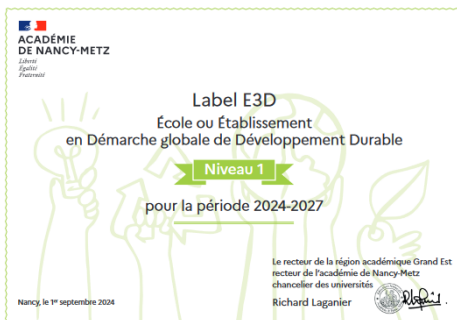 ACADÉMIE
DE NANCY-METZ
Liberté
Égalité
Fraternité
Label E3D
École ou Établissement
en Démarche globale de Développement Durable
Niveau 1
pour la période 2024-2027
Le recteur de la région académique Grand Est
recteur de l'académie de Nancy-Metz
chancelier des universités
Nancy, le 1er septembre 2024
Richard Laganier